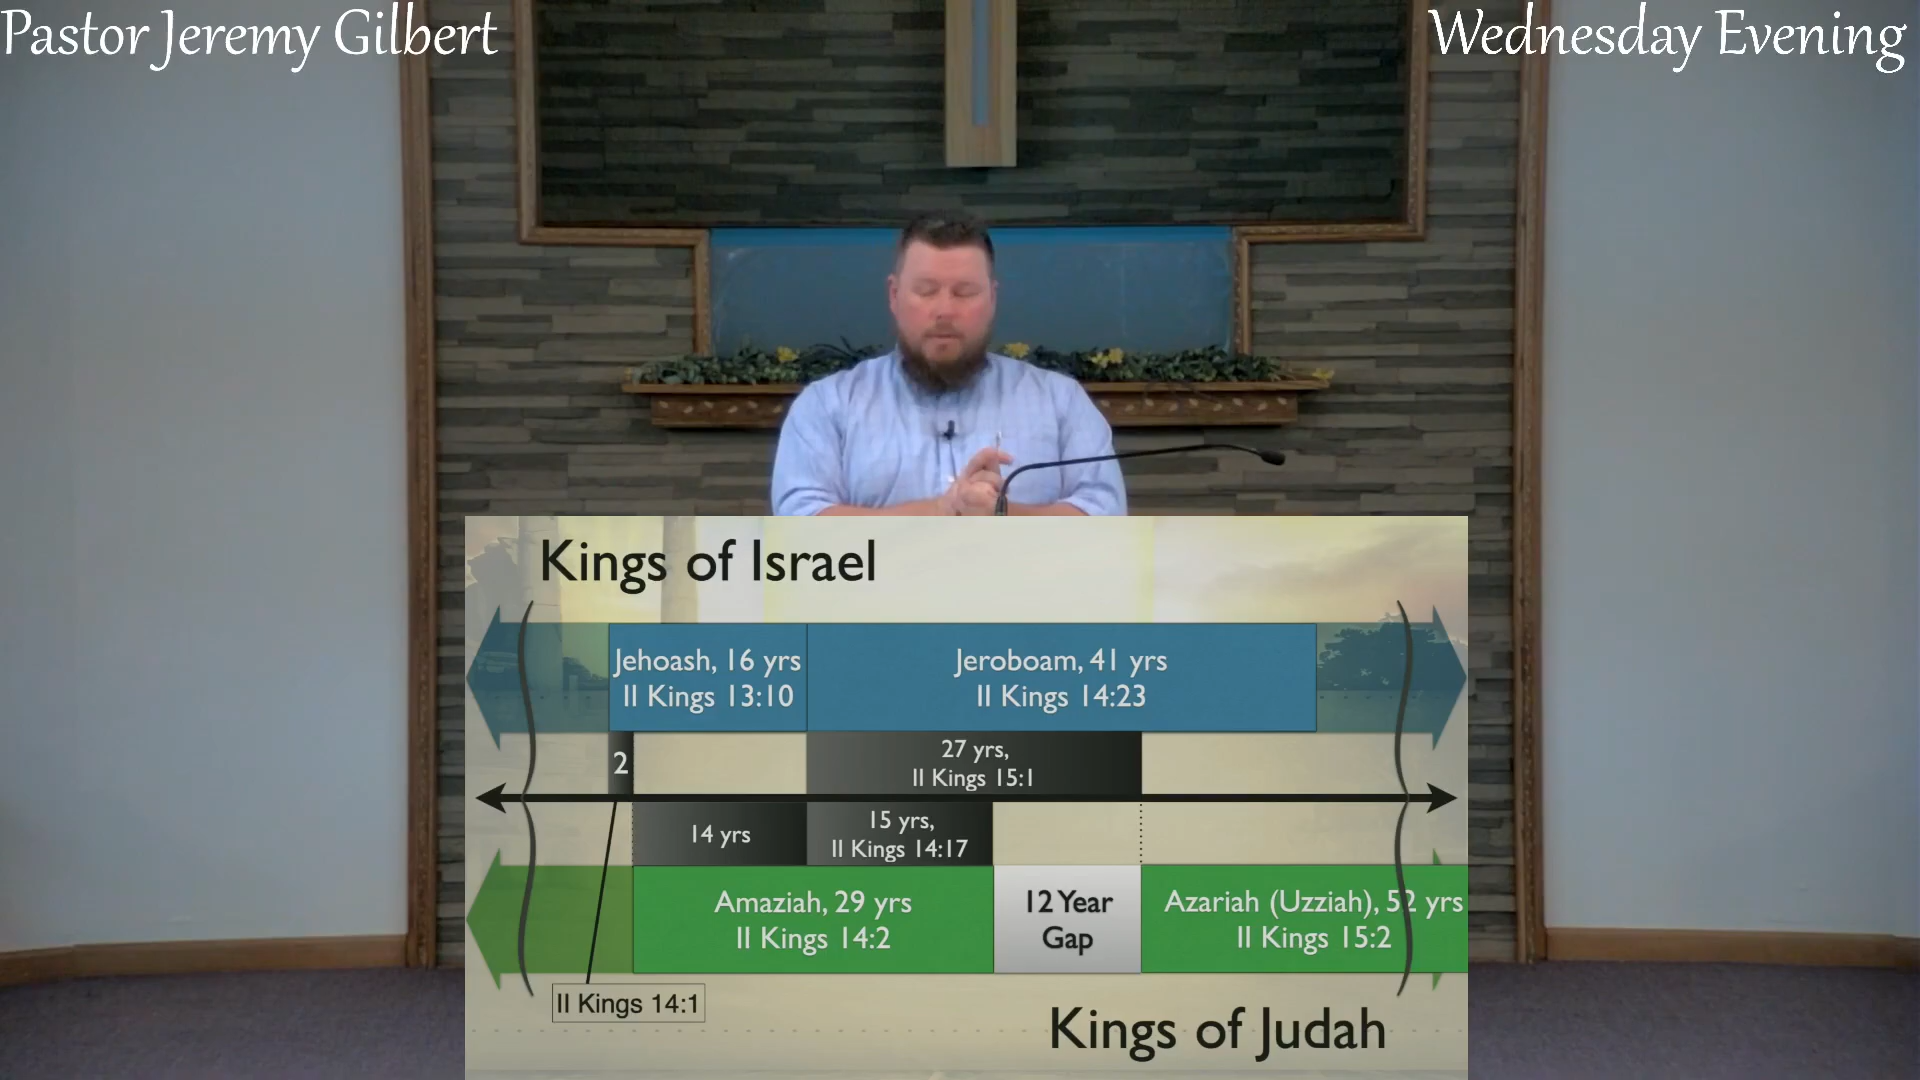 Pastor Jeremy Gilbert
Wednesday Evening
Kings of Israel
Jehoash, 16 yrs
II Kings 13:10
Jeroboam, 41 yrs
II Kings 14:23
2
27 yrs,
II Kings 15:1
14 yrs
15 yrs,
II Kings 14:17
Amaziah, 29 yrs
II Kings 14:2
12 Year
Gap
Azariah (Uzziah), 52 yrs
II Kings 15:2
II Kings 14:1
Kings of Judah